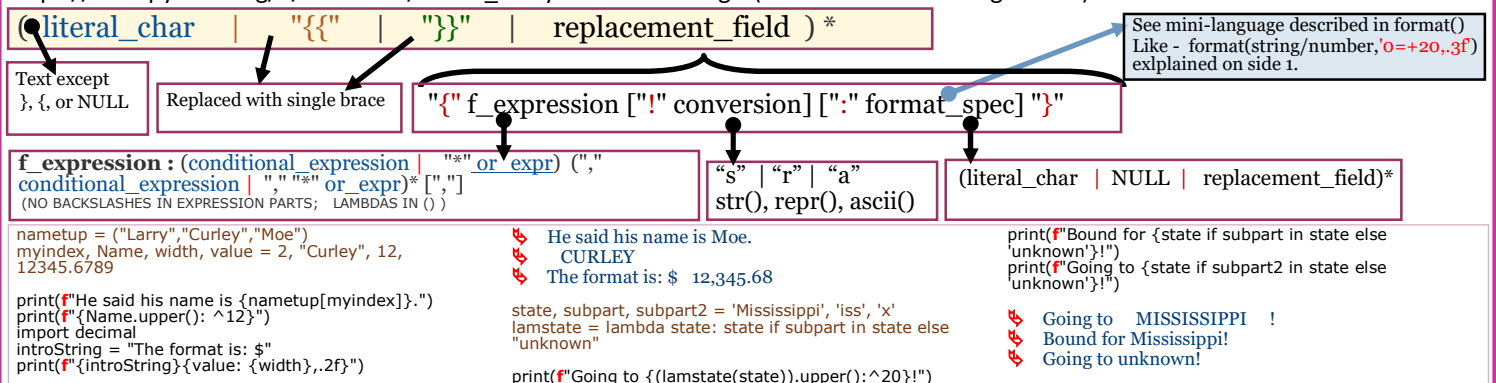 ( literal_char | "{{" | "}}" | replacement_field ) *
See mini-language described in format()
Like - format(string/number,'0=+20,.3f')
exlplained on side 1.
Text except
}, {, or NULL
Replaced with single brace
"{" f_expression ["!" conversion] [":" format_spec] "}"
f_expression : (conditional_expression | "*" or_expr) (","
conditional_expression | "," "*" or_expr)* [","]
(NO BACKSLASHES IN EXPRESSION PARTS; LAMBDAS IN () )
“s” | “r” | “a”
str(), repr(), ascii()
(literal_char | NULL | replacement_field)*
nametup = ("Larry","Curley","Moe")
myindex, Name, width, value = 2, "Curley", 12,
12345.6789
print(f"He said his name is {nametup[myindex]}.")
print(f"{Name.upper(): ^12}")
import decimal
introString = "The format is: $"
print(f"{introString}{value: {width},.2f}")
↳ He said his name is Moe.
↳ CURLEY
↳ The format is: $ 12,345.68
state, subpart, subpart2 = 'Mississippi', 'iss', 'x'
lamstate = lambda state: state if subpart in state else
"unknown"
print(f"Going to {(lamstate(state)).upper():^20}!")
print(f"Bound for {state if subpart in state else
'unknown'}!")
print(f"Going to {state if subpart2 in state else
'unknown'}!")
↳ Going to MISSISSIPPI !
↳ Bound for Mississippi!
↳ Going to unknown!